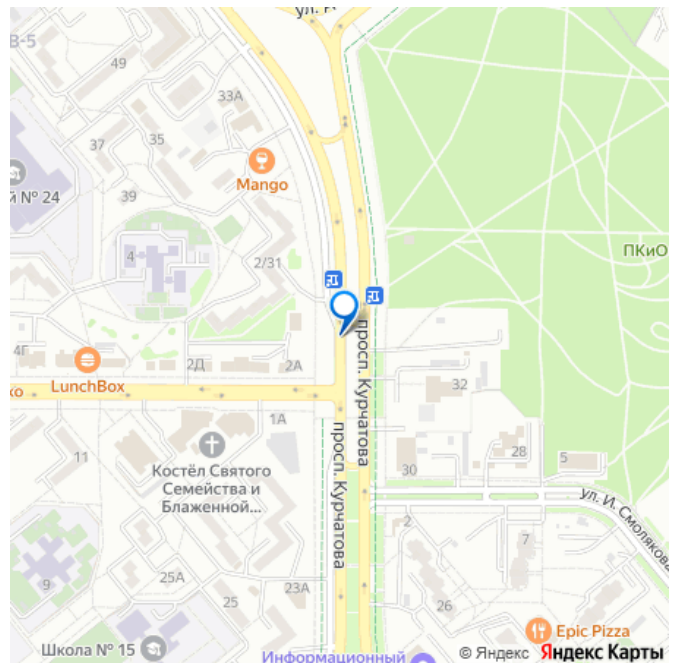 ул. К
В-5
49
33А
37
35
Mango
й № 24
39
4
2/31
ПКиО
4Г
2Д
2А
32
LunchBox
ко
просп. Курчатова
1А
11
Костёл Святого
Семейства и
Блаженной...
просп. Курчатова
30
28
5
ул. И. Смолякова
2
7
9
25А
25
23А
26
Epic Pizza
Школа № 15
Информационный
© Яндекс Яндекс Карты